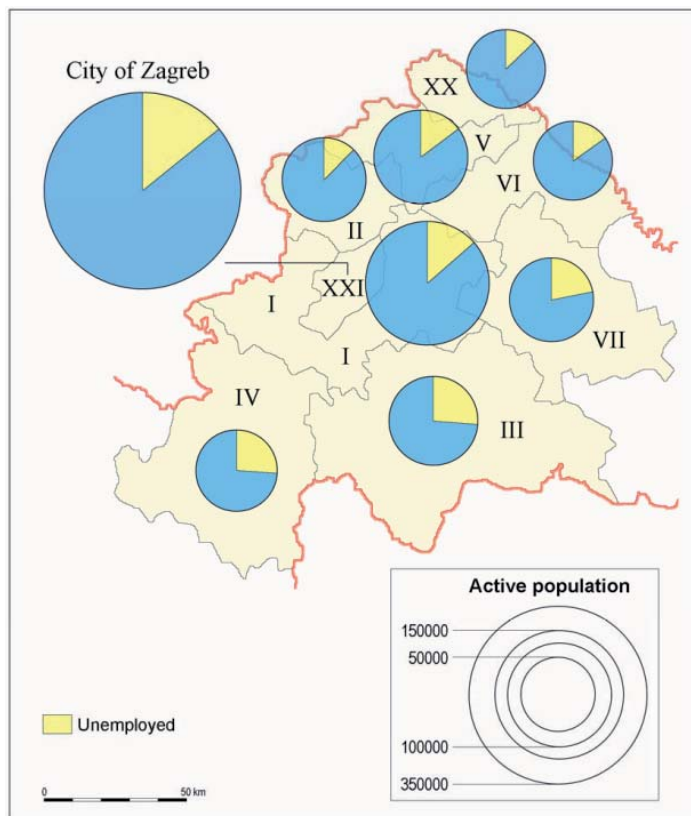 City of Zagreb
XX
V
VI
II
XXI
I
VII
I
IV
III
Active population
150000
50000
100000
350000
Unemployed
0
50 km